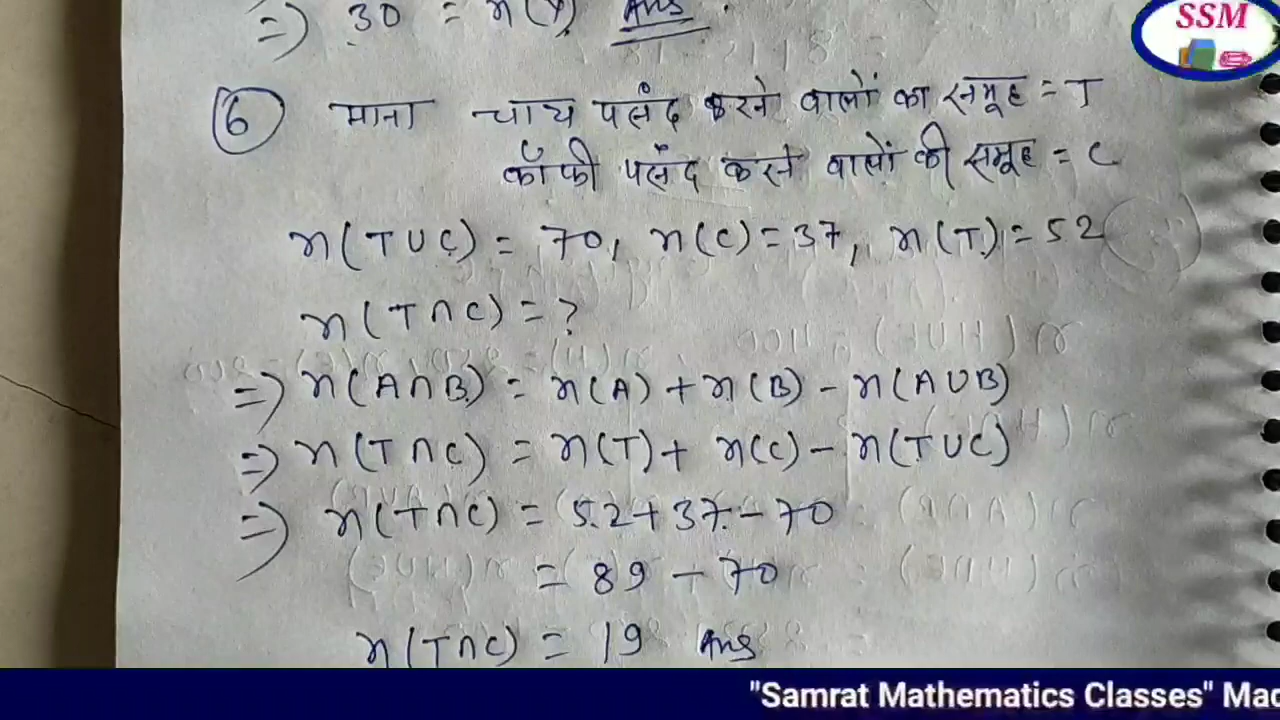 ⇒) 30 = n(Y) Ans.
SSM
6 माना चाय पसंद करने वालों का समूह = T
कॉफी पसंद करने वालों की समूह = C
n(T∪C) = 70, n(C) = 37, n(T) = 52
n(T∩C) = ?
⇒) n(A∩B) = n(A) + n(B) - n(A∪B)
⇒) n(T∩C) = n(T) + n(C) - n(T∪C)
⇒) n(T∩C) = 52 + 37 - 70
= 89 - 70
n(T∩C) = 19 Ans
"Samrat Mathematics Classes"